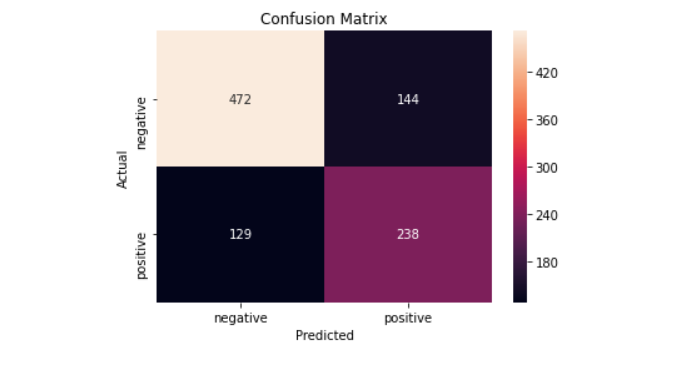 Confusion Matrix
Actual
negative
472
144
positive
129
238
negative
positive
Predicted
420
360
300
240
180